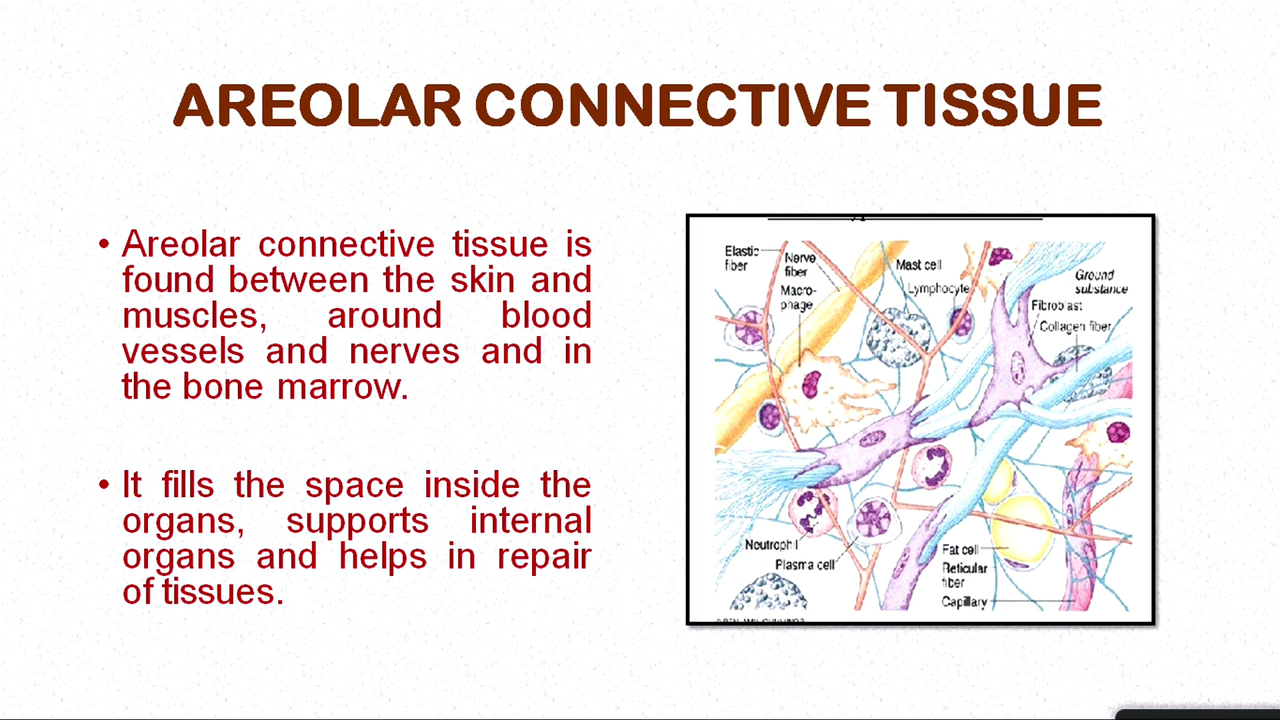 AREOLAR CONNECTIVE TISSUE
• Areolar connective tissue is
found between the skin and
muscles, around blood
vessels and nerves and in
the bone marrow.
• It fills the space inside the
organs, supports internal
organs and helps in repair
of tissues.
Elastic
fiber
Nerve
fiber
Macro-
phage
Mast cell
Lymphocyte
Ground
substance
Fibroblast
Collagen fiber
Neutrophil
Plasma cell
Fat cell
Reticular
fiber
Capillary